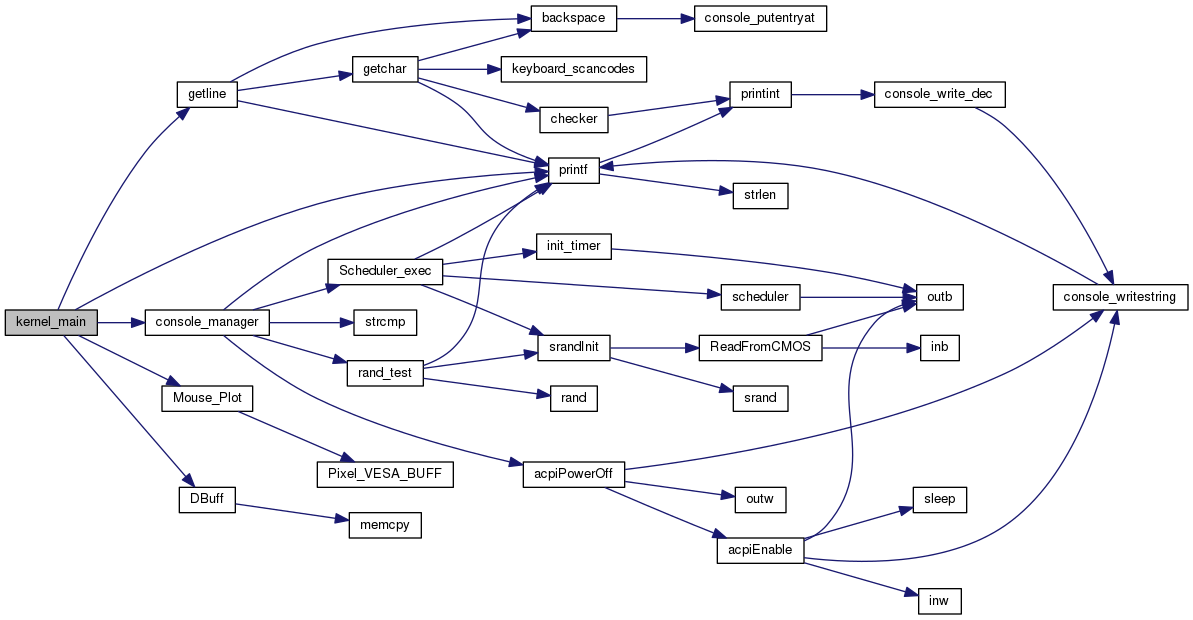 backspace
console_putentryat
getchar
keyboard_scancodes
getline
printint
console_write_dec
checker
printf
strlen
init_timer
Scheduler_exec
scheduler
outb
console_writestring
kernel_main
console_manager
strcmp
srandInit
ReadFromCMOS
inb
rand_test
Mouse_Plot
rand
srand
Pixel_VESA_BUFF
acpiPowerOff
DBuff
outw
sleep
memcpy
acpiEnable
inw